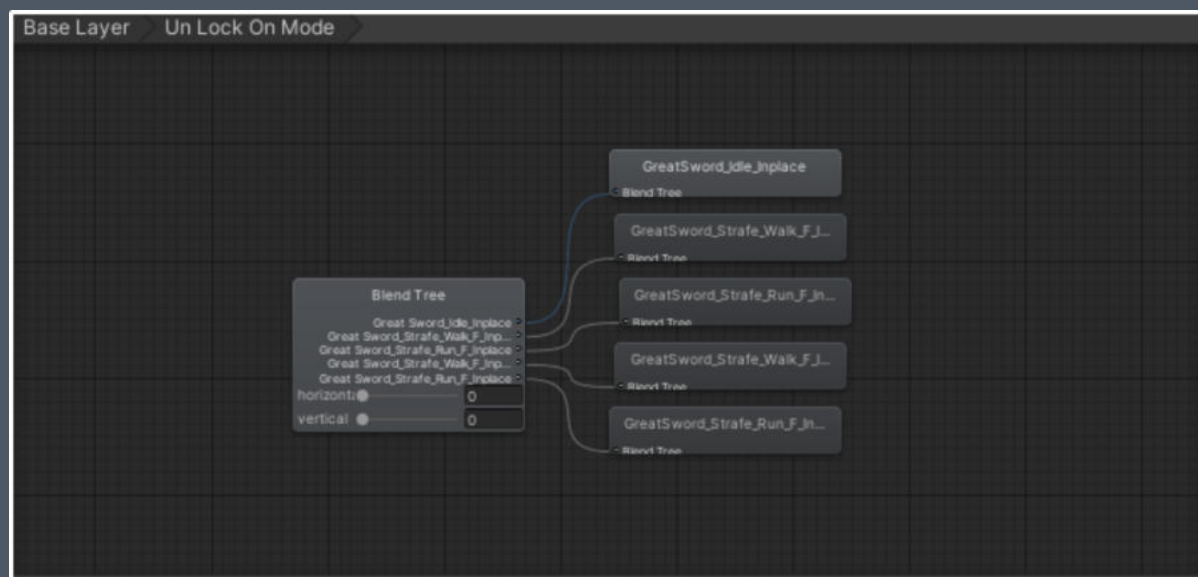 Base Layer Un Lock On Mode
GreatSword_Idle_Inplace
Blend Tree
GreatSword_Strafe_Walk_F_I...
Blend Tree
GreatSword_Strafe_Run_F_In...
Blend Tree
GreatSword_Strafe_Walk_F_I...
Blend Tree
GreatSword_Strafe_Run_F_In...
Blend Tree
Blend Tree
Great Sword_Idle_Inplace
Great Sword_Strafe_Walk_F_Inp...
Great Sword_Strafe_Run_F_Inplace
Great Sword_Strafe_Walk_F_Inp...
Great Sword_Strafe_Run_F_Inplace
horizonta 0
vertical 0